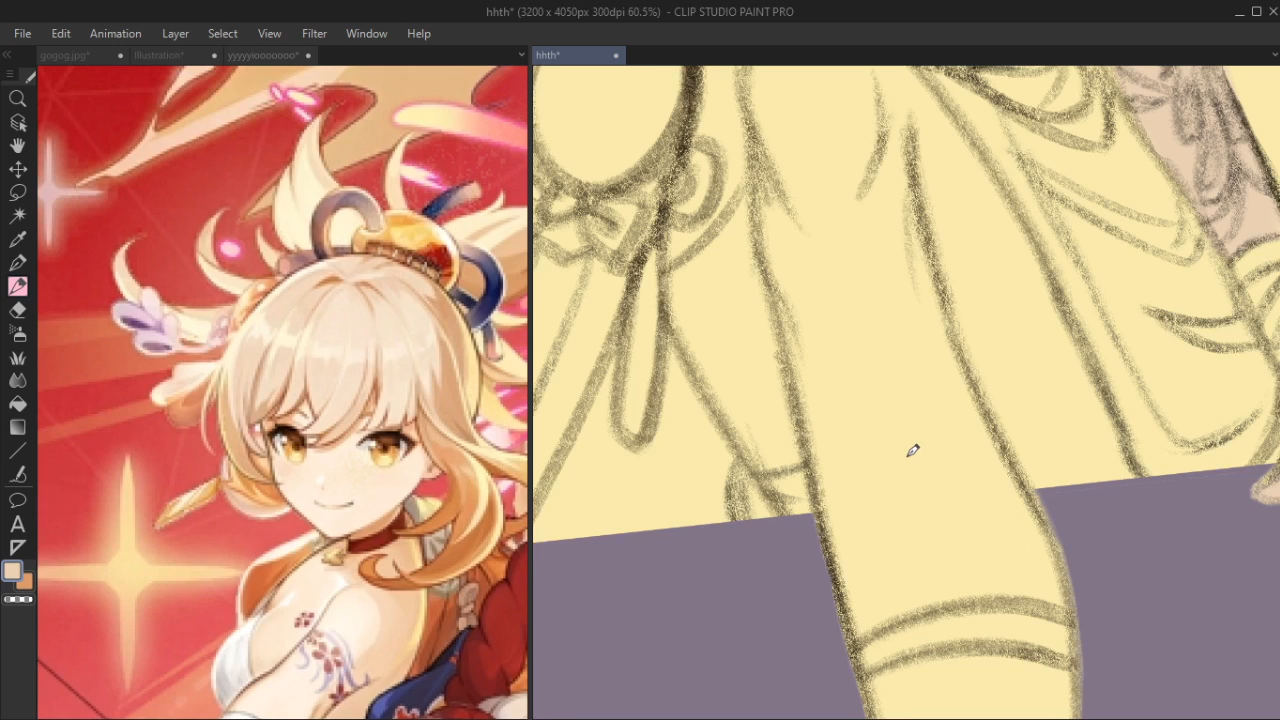 hhth* (3200 x 4050px 300dpi 60.5%)  - CLIP STUDIO PAINT PRO
File Edit Animation Layer Select View Filter Window Help
gogog.jpg* Illustration* yyyyyioooooooo* hhth*